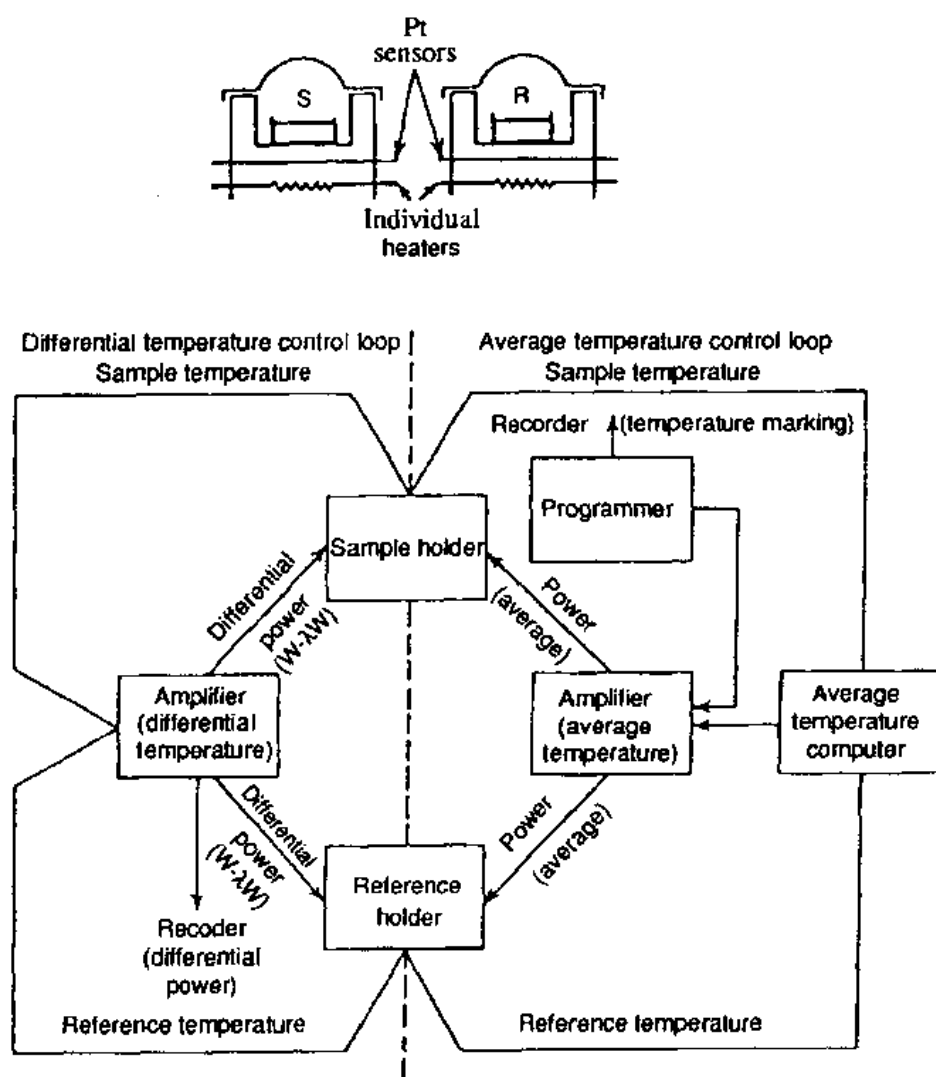 Pt
sensors
S
R
Individual
heaters
Differential temperature control loop
Sample temperature
Average temperature control loop
Sample temperature
Recorder
(temperature marking)
Programmer
Sample holder
Differential
power
(W-λW)
Power
(average)
Amplifier
(differential
temperature)
Amplifier
(average
temperature)
Average
temperature
computer
Differential
power
(W-λW)
Power
(average)
Reference
holder
Recoder
(differential
power)
Reference temperature
Reference temperature